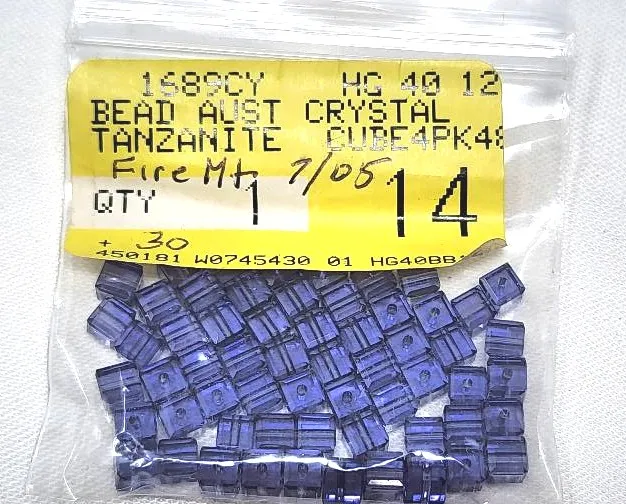 1689CY HG 40 12
BEAD AUST CRYSTAL
TANZANITE CUBE4PK48
Fire Mt. 7/05
QTY 1 14
+ 30
450181 W0745430 01 HG40BB